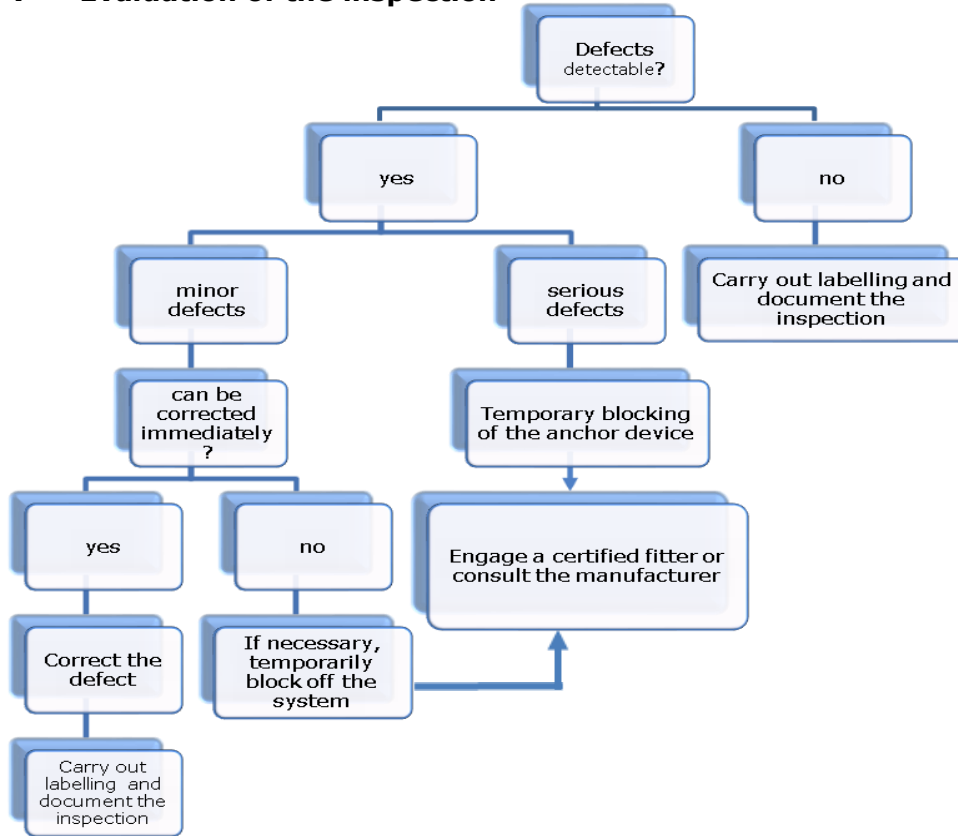 Evaluation of the inspection
Defects
detectable?
yes
no
minor
defects
serious
defects
Carry out labelling and
document the
inspection
can be
corrected
immediately
?
Temporary blocking
of the anchor device
yes
no
Engage a certified fitter or
consult the manufacturer
Correct the
defect
If necessary,
temporarily
block off the
system
Carry out
labelling and
document the
inspection